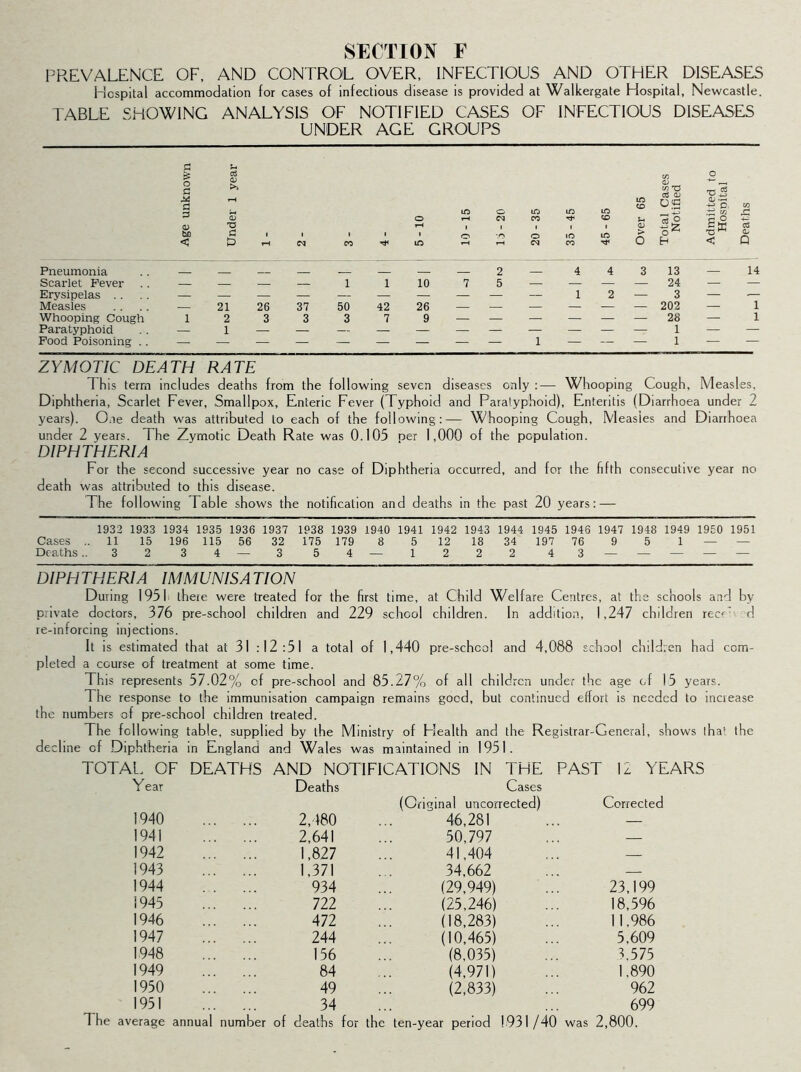 SECTION F
PREVALENCE OF, AND CONTROL OVER, INFECTIOUS AND OTHER DISEASES
Hospital accommodation for cases of infectious disease is provided at Walkergate Hospital, Newcastle.
TABLE SHOWING ANALYSIS OF NOTIFIED CASES OF INFECTIOUS DISEASES
UNDER AGE GROUPS
Age unknown Under 1 year 1 - 2 - 3 - 4 - 5 - 10 10 - 15 15 - 20 20 - 35 35 - 45 45 - 65 Over 65 Total Cases Notified Admitted to Hospital Deaths
Pneumonia .. — — — — — — — — 2 — 4 4 3 13 — 14
Scarlet Fever .. — — — — 1 1 10 7 5 — — — — 24 — —
Erysipelas .. .. — — — — — — — — — — 1 2 — 3 — —
Measles .. .. — 21 26 37 50 42 26 — — — — — — 202 — 1
Whooping Cough 1 2 3 3 3 7 9 — — — — — — 28 — 1
Paratyphoid .. — 1 — — — — — — — — — — — 1 — —
Food Poisoning .. — — — — — — — — — 1 — — — 1 — —
ZYMOTIC DEATH RATE
This term includes deaths from the following seven diseases only :— Whooping Cough, Measles,
Diphtheria, Scarlet Fever, Smallpox, Enteric Fever (Typhoid and Paratyphoid), Enteritis (Diarrhoea under 2
years). One death was attributed to each of the following:— Whooping Cough, Measles and Diarrhoea
under 2 years. The Zymotic Death Rate was 0.105 per 1,000 of the population.
DIPHTHERIA
For the second successive year no case of Diphtheria occurred, and for the fifth consecutive year no
death was attributed to this disease.
The following Table shows the notification and deaths in the past 20 years:—
1932 1933 1934 1935 1936 1937 1938 1939 1940 1941 1942 1943 1944 1945 1946 1947 1948 1949 1950 1951
Cases .. 11 15 196 115 56 32 175 179 8 5 12 18 34 197 76 9 5 1 — —
Deaths .. 3 2 3 4 — 3 5 4 — 1 2 2 2 4 3 — — — — —
DIPHTHERIA IMMUNISATION
During 1951 there were treated for the first time, at Child Welfare Centres, at the schools and by
private doctors, 376 pre-school children and 229 school children. In addition, 1,247 children
re-inforcing injections.
It is estimated that at 31 :12 :51 a total of 1,440 pre-school and 4,088 school children had com-
pleted a course of treatment at some time.
This represents 57.02% of pre-school and 85.27% of all children under the age of 15 years.
The response to the immunisation campaign remains good, but continued effort is needed to increase
the numbers of pre-school children treated.
The following table, supplied by the Ministry of Health and the Registrar-General, shows that the
decline of Diphtheria in England and Wales was maintained in 1951.
TOTAL OF DEATHS AND NOTIFICATIONS IN THE PAST 12 YEARS
Year Deaths Cases
(Original uncorrected) Corrected
1940 ... ... 2,480 ... 46,281 ... —
1941 ... ... 2,641 ... 50,797 ... —
1942 ... ... 1,827 ... 41,404 ... —
1943 ... ... 1,371 ... 34,662 ... —
1944 ... ... 934 ... (29,949) ... 23,199
1945 ... ... 722 ... (25,246) ... 18,596
1946 ... ... 472 ... (18,283) ... 11,986
1947 ... ... 244 ... (10,465) ... 5,609
1948 ... ... 156 ... (8,035) ... 3,575
1949 ... ... 84 ... (4,971) ... 1,890
1950 ... ... 49 ... (2,833) ... 962
1951 ... ... 34 ... ... 699
The average annual number of deaths for the ten-year period 1931/40 was 2,800.